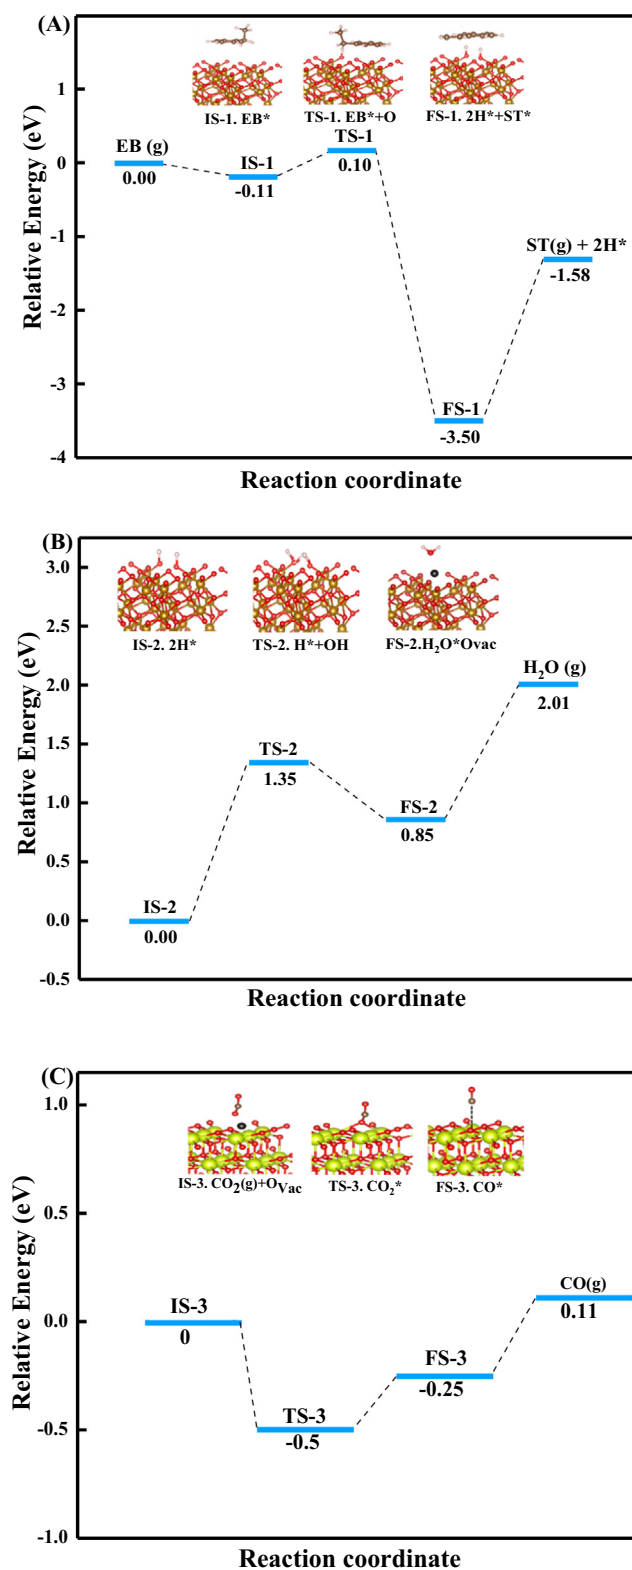 (A)
Relative Energy (eV)
1
0
-1
-2
-3
-4
IS-1. EB*
TS-1. EB*+O
FS-1. 2H*+ST*
EB (g)
0.00
IS-1
-0.11
TS-1
0.10
FS-1
-3.50
ST(g) + 2H*
-1.58
Reaction coordinate
(B)
Relative Energy (eV)
3.0
2.5
2.0
1.5
1.0
0.5
0.0
-0.5
IS-2. 2H*
TS-2. H*+OH
FS-2.H₂O*Ovac
IS-2
0.00
TS-2
1.35
FS-2
0.85
H₂O (g)
2.01
Reaction coordinate
(C)
Relative Energy (eV)
1.0
0.5
0.0
-0.5
-1.0
IS-3. CO₂(g)+OVac
TS-3. CO₂*
FS-3. CO*
IS-3
0
TS-3
-0.5
FS-3
-0.25
CO(g)
0.11
Reaction coordinate